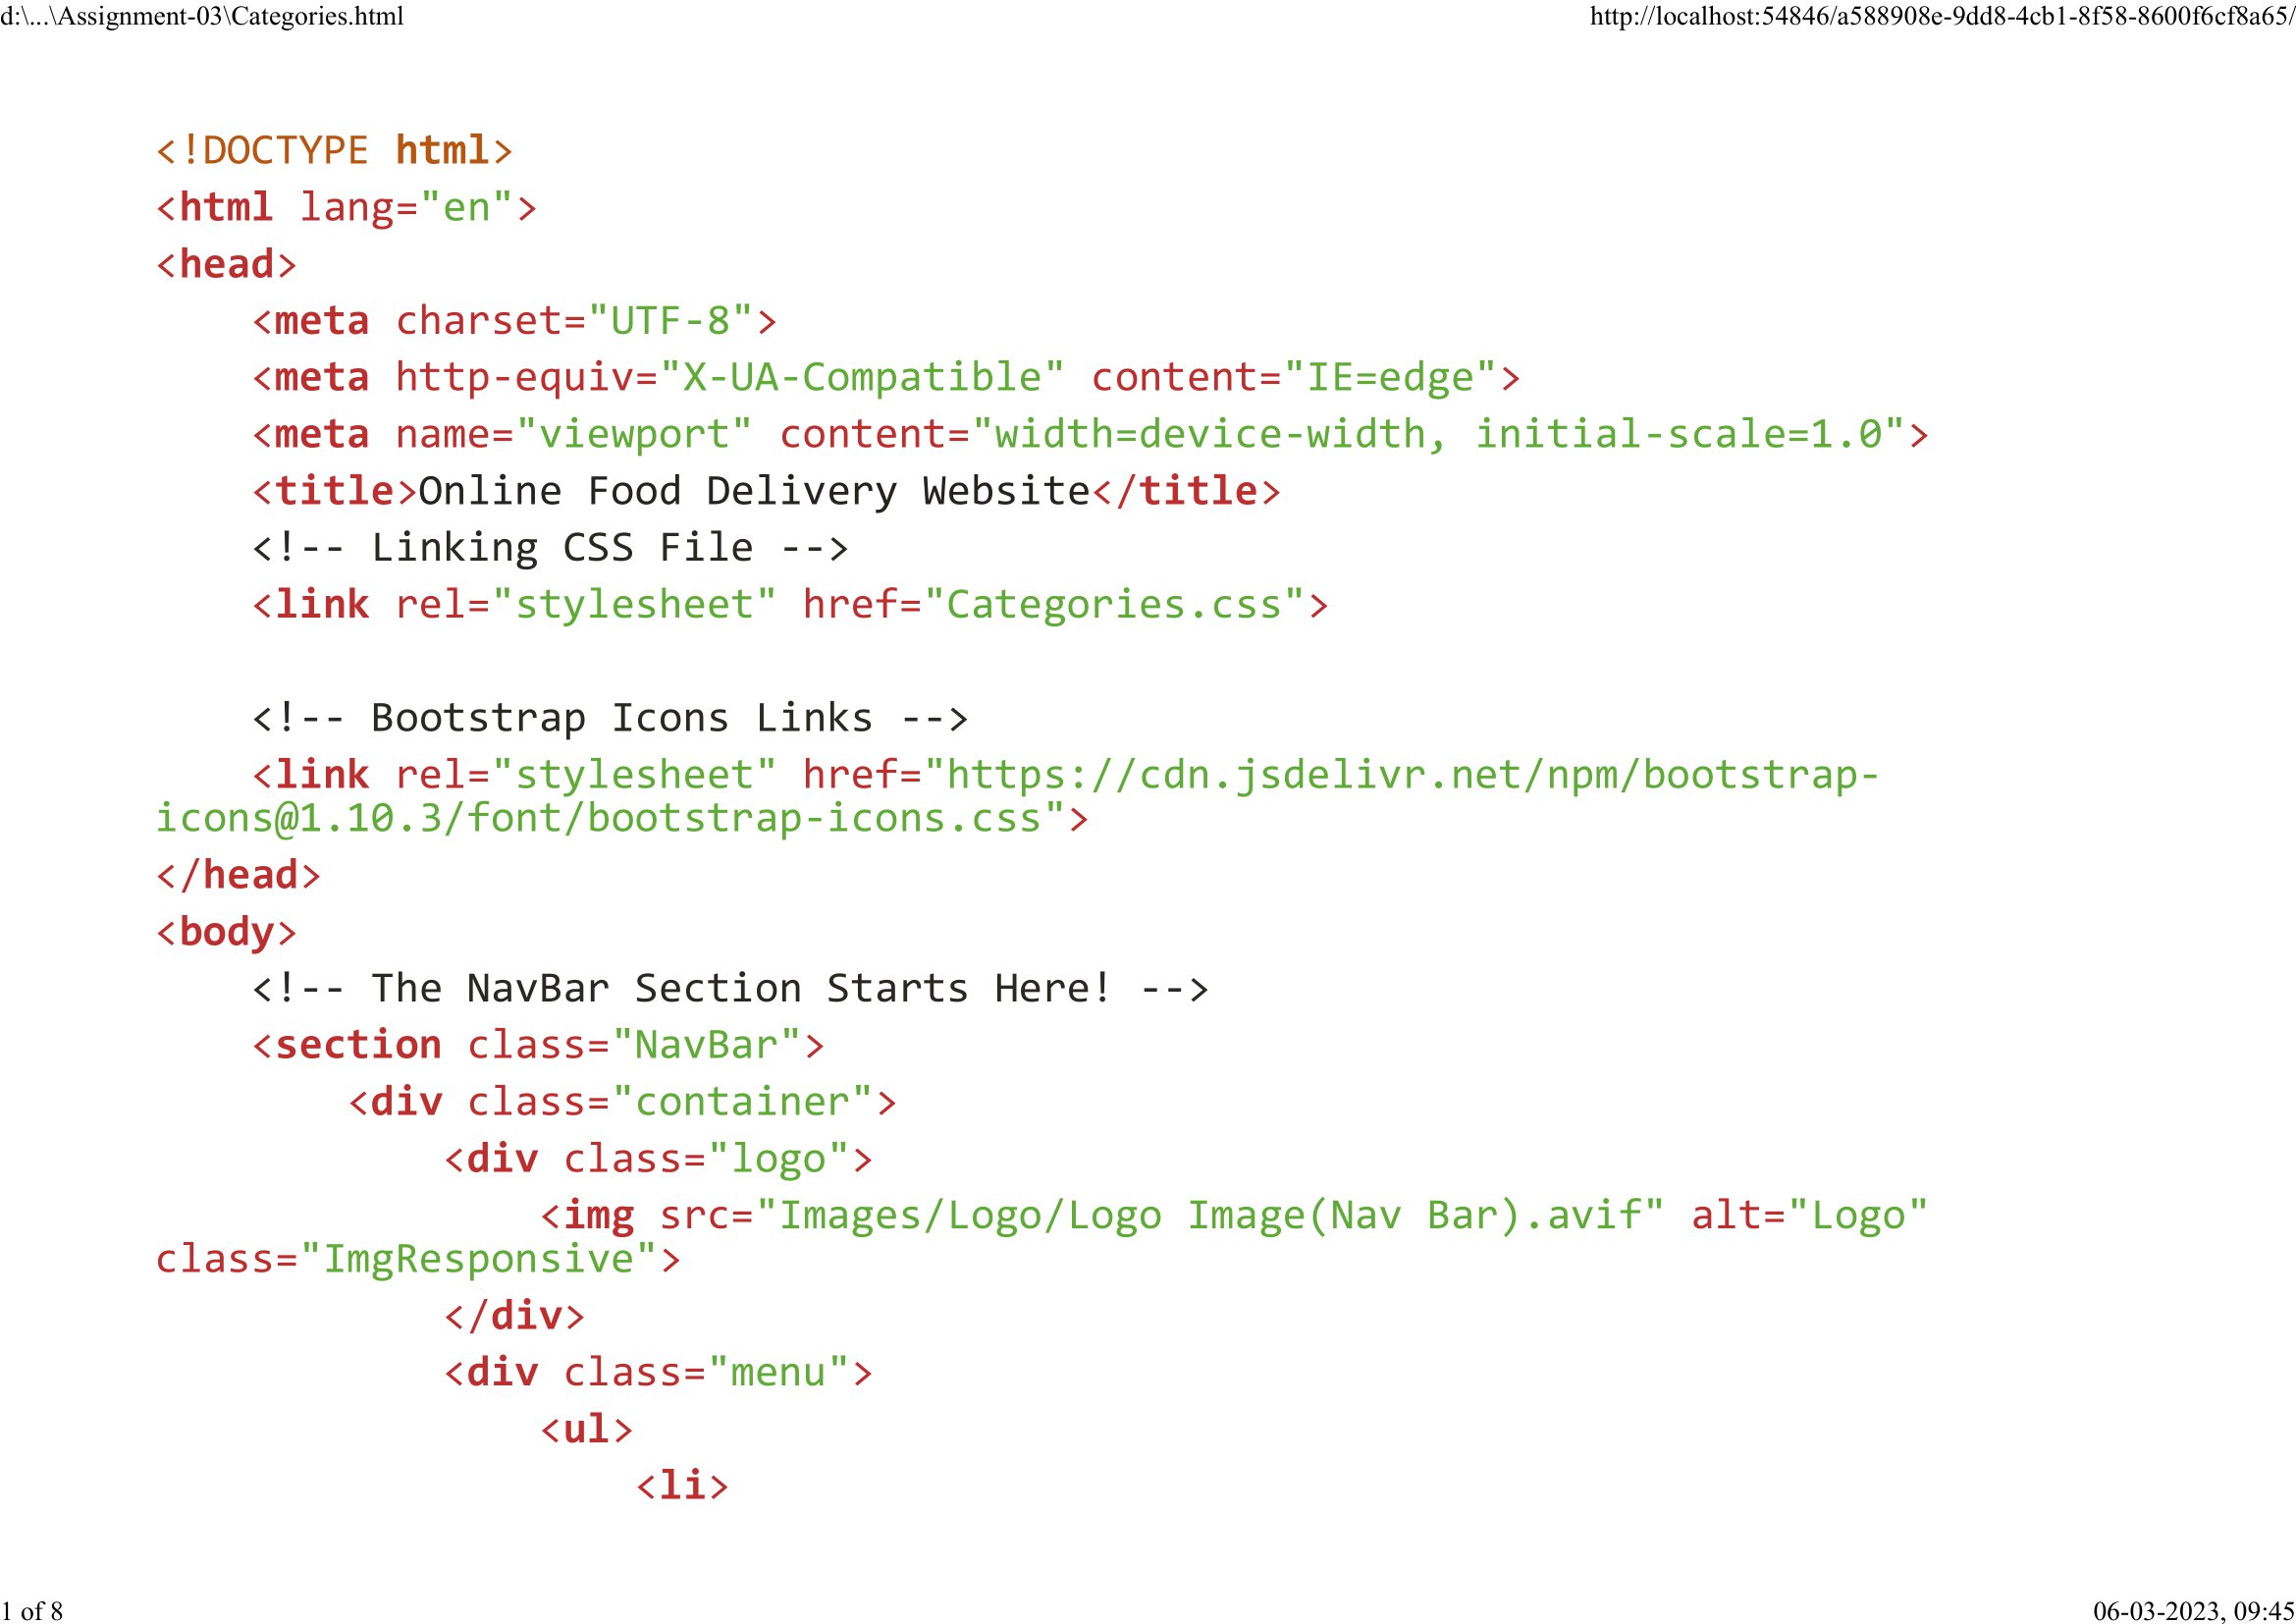 d:\...\Assignment-03\Categories.html
http://localhost:54846/a588908e-9dd8-4cb1-8f58-8600f6cf8a65/
<!DOCTYPE html>
<html lang="en">
<head>
    <meta charset="UTF-8">
    <meta http-equiv="X-UA-Compatible" content="IE=edge">
    <meta name="viewport" content="width=device-width, initial-scale=1.0">
    <title>Online Food Delivery Website</title>
    <!-- Linking CSS File -->
    <link rel="stylesheet" href="Categories.css">

    <!-- Bootstrap Icons Links -->
    <link rel="stylesheet" href="https://cdn.jsdelivr.net/npm/bootstrap-
icons@1.10.3/font/bootstrap-icons.css">
</head>
<body>
    <!-- The NavBar Section Starts Here! -->
    <section class="NavBar">
        <div class="container">
            <div class="logo">
                <img src="Images/Logo/Logo Image(Nav Bar).avif" alt="Logo"
class="ImgResponsive">
            </div>
            <div class="menu">
                <ul>
                    <li>
1 of 8
06-03-2023, 09:45